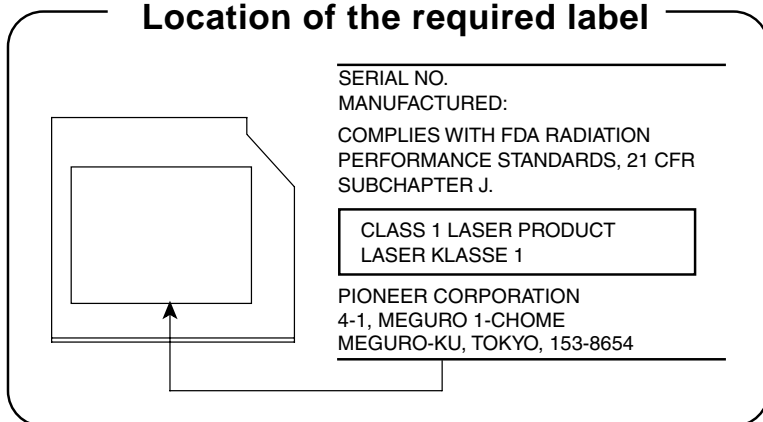 Location of the required label
SERIAL NO.
MANUFACTURED:
COMPLIES WITH FDA RADIATION
PERFORMANCE STANDARDS, 21 CFR
SUBCHAPTER J.
CLASS 1 LASER PRODUCT
LASER KLASSE 1
PIONEER CORPORATION
4-1, MEGURO 1-CHOME
MEGURO-KU, TOKYO, 153-8654